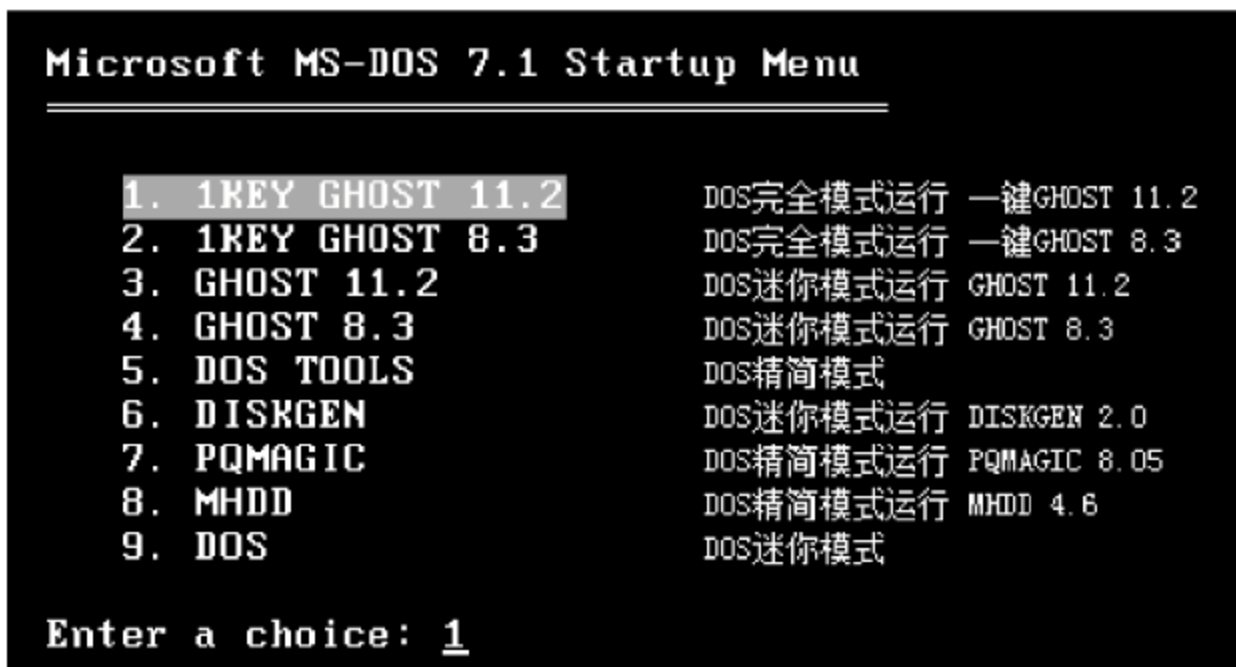 Microsoft MS-DOS 7.1 Startup Menu
1. 1KEY GHOST 11.2 DOS完全模式运行 一键GHOST 11.2
2. 1KEY GHOST 8.3 DOS完全模式运行 一键GHOST 8.3
3. GHOST 11.2 DOS迷你模式运行 GHOST 11.2
4. GHOST 8.3 DOS迷你模式运行 GHOST 8.3
5. DOS TOOLS DOS精简模式
6. DISKGEN DOS迷你模式运行 DISKGEN 2.0
7. PQMAGIC DOS精简模式运行 PQMAGIC 8.05
8. MHDD DOS精简模式运行 MHDD 4.6
9. DOS DOS迷你模式
Enter a choice: 1